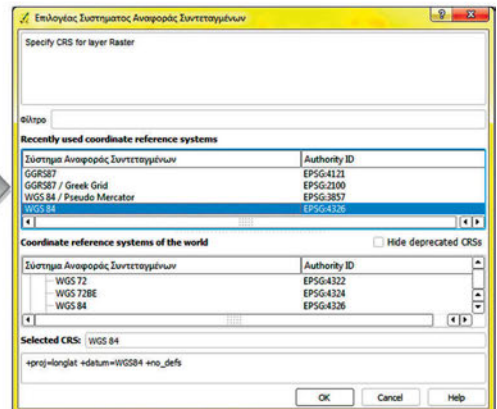 Επιλογέας Συστηματος Αναφοράς Συντεταγμένων
Specify CRS for layer Raster
Φίλτρο
Recently used coordinate reference systems
Σύστημα Αναφοράς Συντεταγμένων Authority ID
GGRS87 EPSG:4121
GGRS87 / Greek Grid EPSG:2100
WGS 84 / Pseudo Mercator EPSG:3857
WGS 84 EPSG:4326
Coordinate reference systems of the world Hide deprecated CRSs
Σύστημα Αναφοράς Συντεταγμένων Authority ID
WGS 72 EPSG:4322
WGS 72BE EPSG:4324
WGS 84 EPSG:4326
Selected CRS: WGS 84
+proj=longlat +datum=WGS84 +no_defs
OK Cancel Help